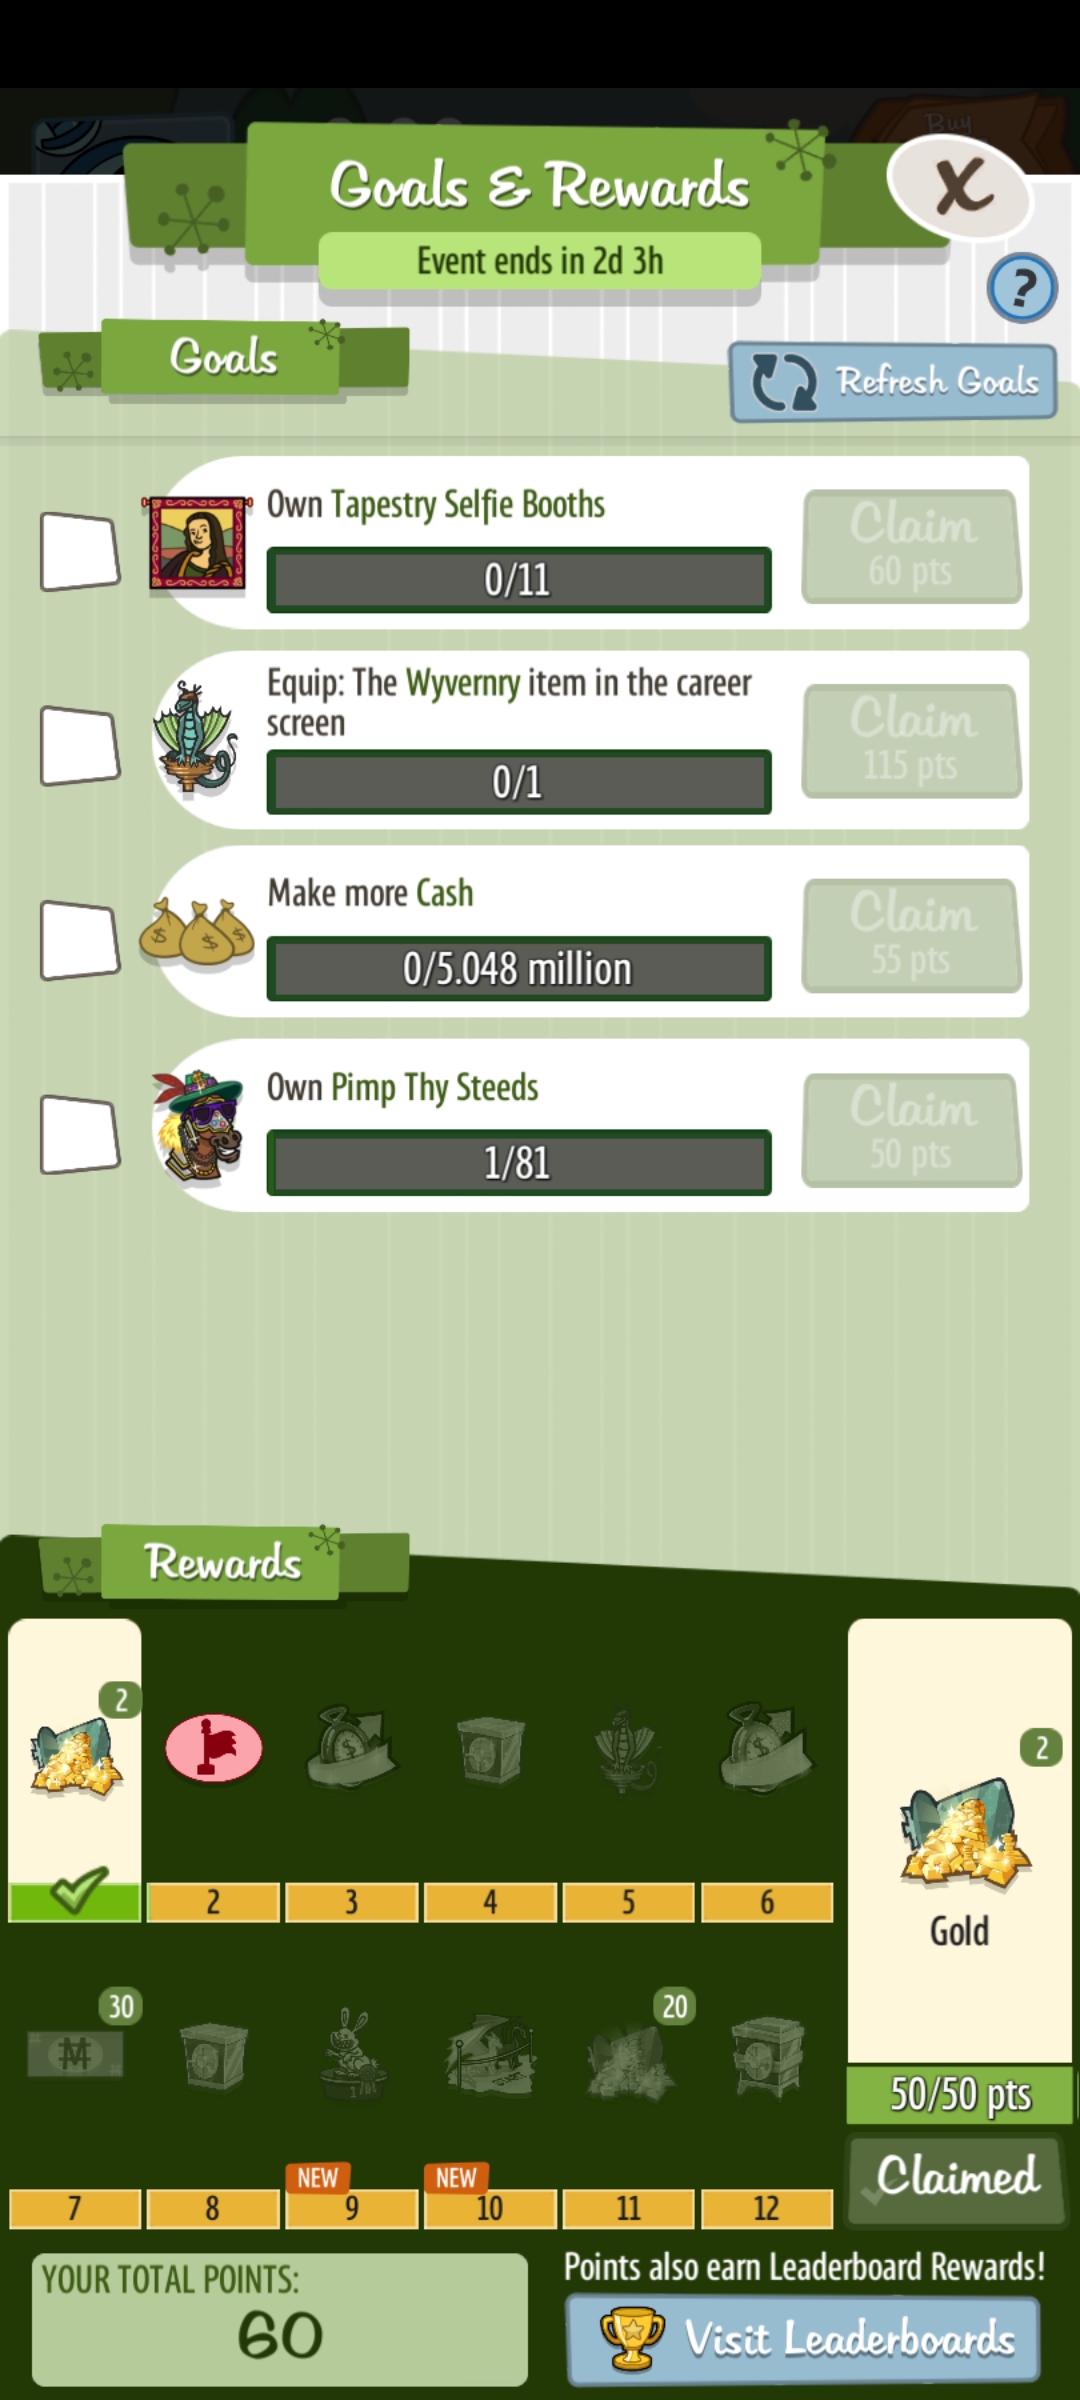 Buy
Goals & Rewards
X
Event ends in 2d 3h
?
Goals
Refresh Goals
Own Tapestry Selfie Booths
0/11
Claim
60 pts
Equip: The Wyvernry item in the career
screen
0/1
Claim
115 pts
Make more Cash
0/5.048 million
Claim
55 pts
Own Pimp Thy Steeds
1/81
Claim
50 pts
Rewards
2
2
3
4
5
6
2
Gold
50/50 pts
Claimed
30
20
NEW
NEW
7
8
9
10
11
12
YOUR TOTAL POINTS:
60
Points also earn Leaderboard Rewards!
Visit Leaderboards